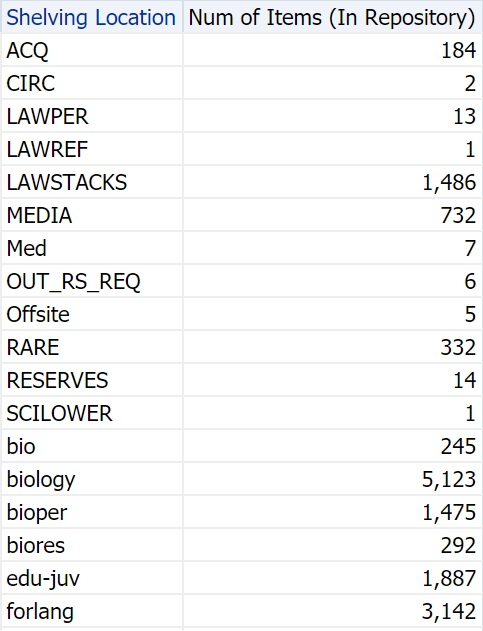 Shelving Location Num of Items (In Repository)
ACQ 184
CIRC 2
LAWPER 13
LAWREF 1
LAWSTACKS 1,486
MEDIA 732
Med 7
OUT_RS_REQ 6
Offsite 5
RARE 332
RESERVES 14
SCILOWER 1
bio 245
biology 5,123
bioper 1,475
biores 292
edu-juv 1,887
forlang 3,142